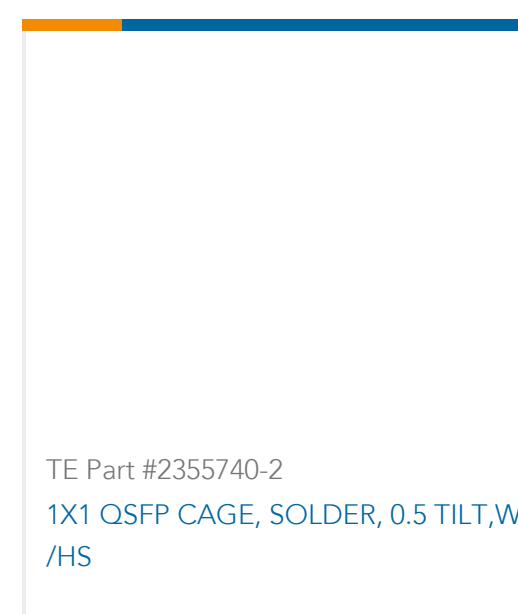 TE Part #2355740-2
1X1 QSFP CAGE, SOLDER, 0.5 TILT,W
/HS